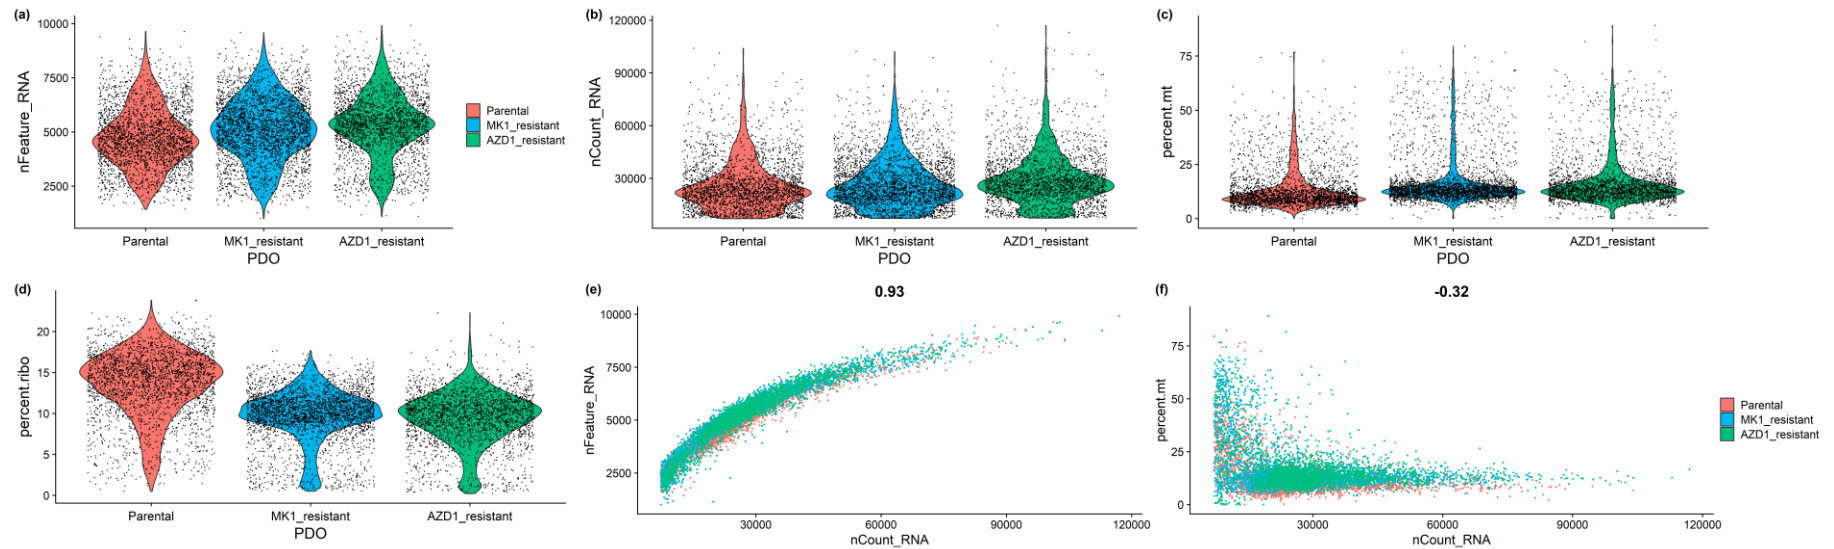 (a)
nFeature_RNA
10000
7500
5000
2500
Parental
MK1_resistant
AZD1_resistant
PDO
Parental
MK1_resistant
AZD1_resistant
(b)
nCount_RNA
120000
90000
60000
30000
Parental
MK1_resistant
AZD1_resistant
PDO
(c)
percent.mt
75
50
25
0
Parental
MK1_resistant
AZD1_resistant
PDO
(d)
percent.ribo
20
15
10
5
0
Parental
MK1_resistant
AZD1_resistant
PDO
(e)
0.93
nFeature_RNA
10000
7500
5000
2500
30000
60000
90000
120000
nCount_RNA
(f)
-0.32
percent.mt
75
50
25
0
30000
60000
90000
120000
nCount_RNA
Parental
MK1_resistant
AZD1_resistant